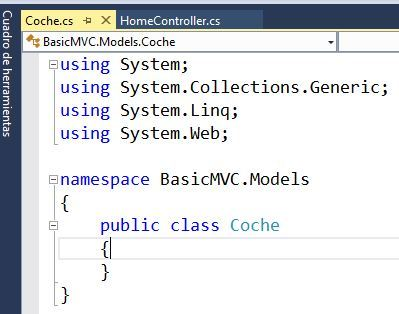 Cuadro de herramientas
Coche.cs HomeController.cs
BasicMVC.Models.Coche
using System;
using System.Collections.Generic;
using System.Linq;
using System.Web;
namespace BasicMVC.Models
{
public class Coche
{
}
}